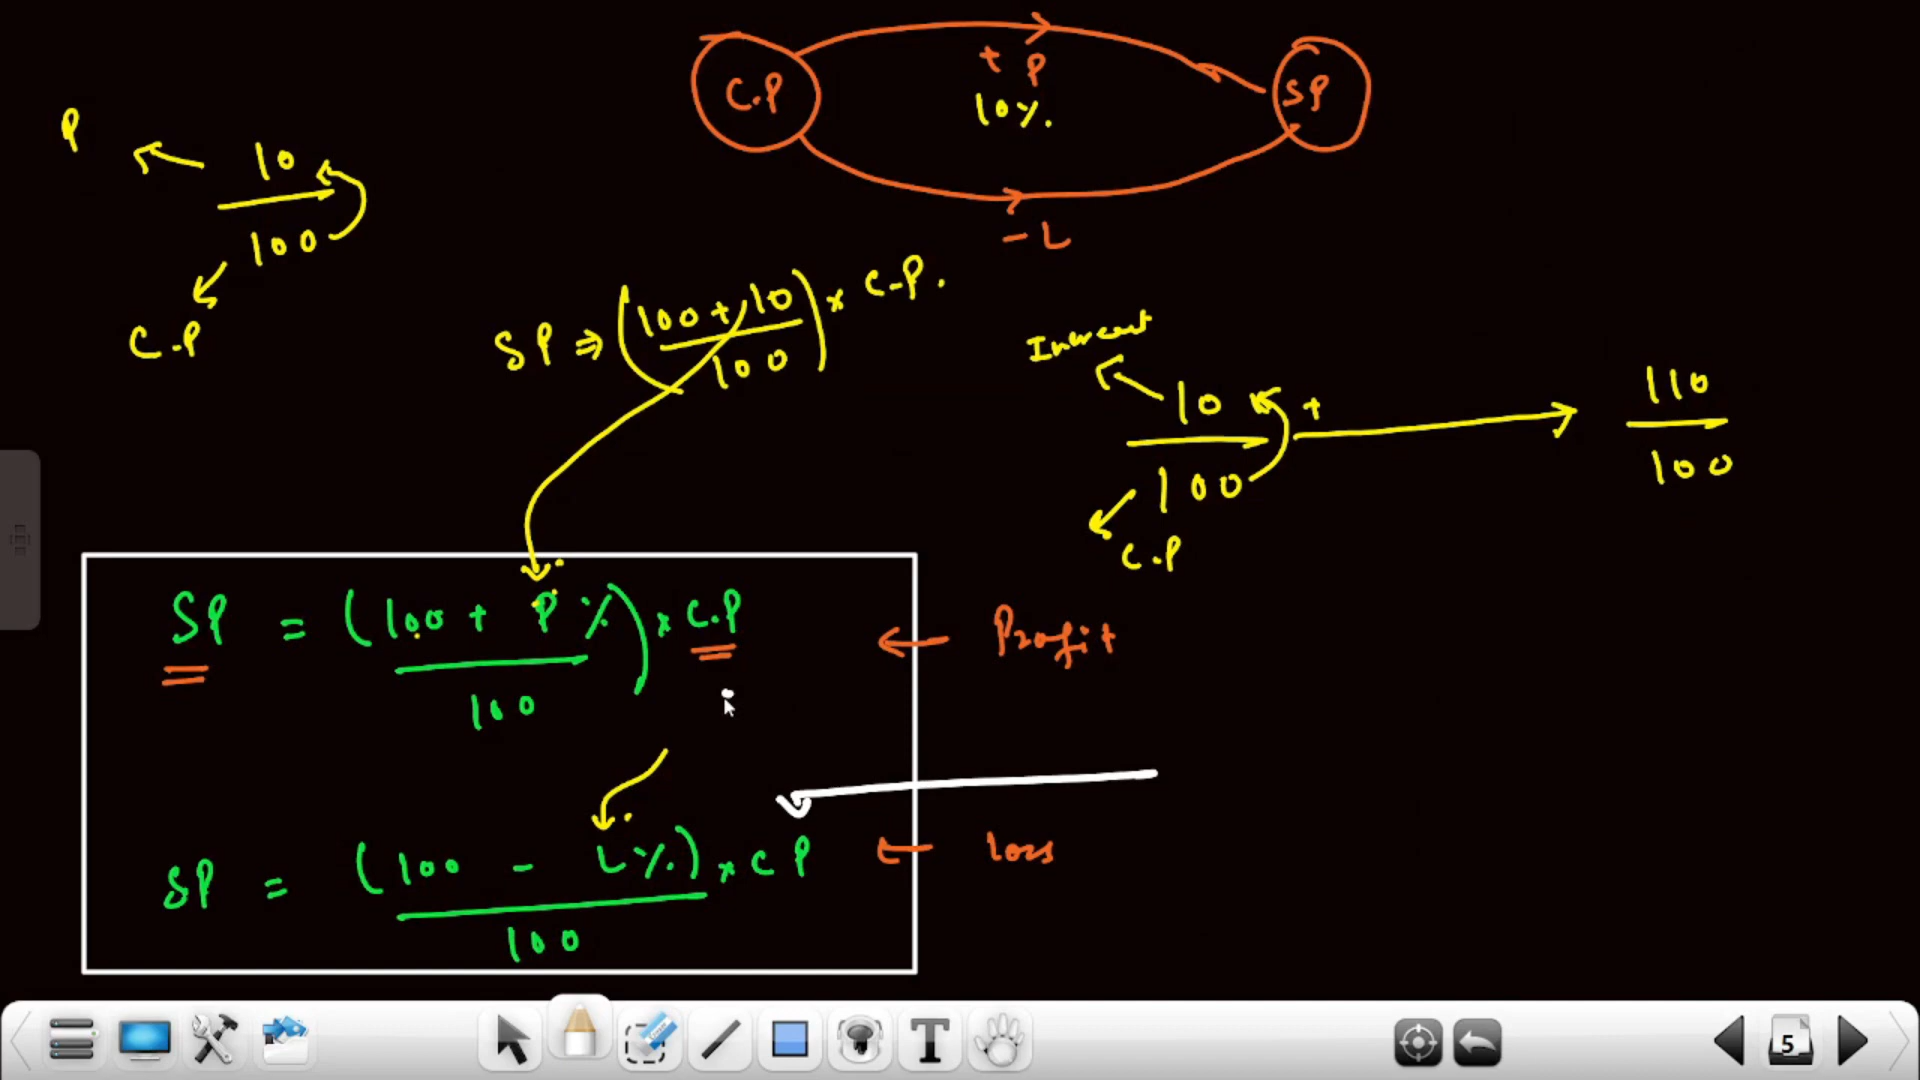 C.P
+ P
SP
10%.
- L
P
10
100
C.P
SP ⇒ (100 + 10) × C.P.
100
10 +
100
C.P
110
100
SP = (100 + P %) × C.P
100
← Profit
SP = (100 - L %.) × C P
100
← loss
5